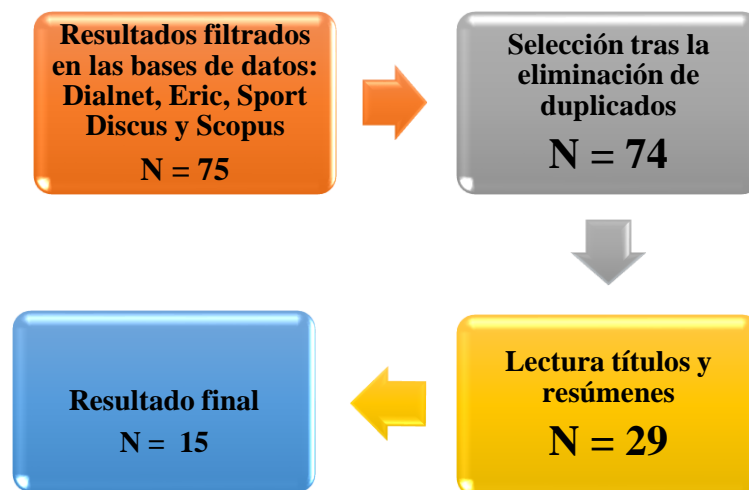 Resultados filtrados
en las bases de datos:
Dialnet, Eric, Sport
Discus y Scopus
N = 75
Selección tras la
eliminación de
duplicados
N = 74
Lectura títulos y
resúmenes
N = 29
Resultado final
N = 15